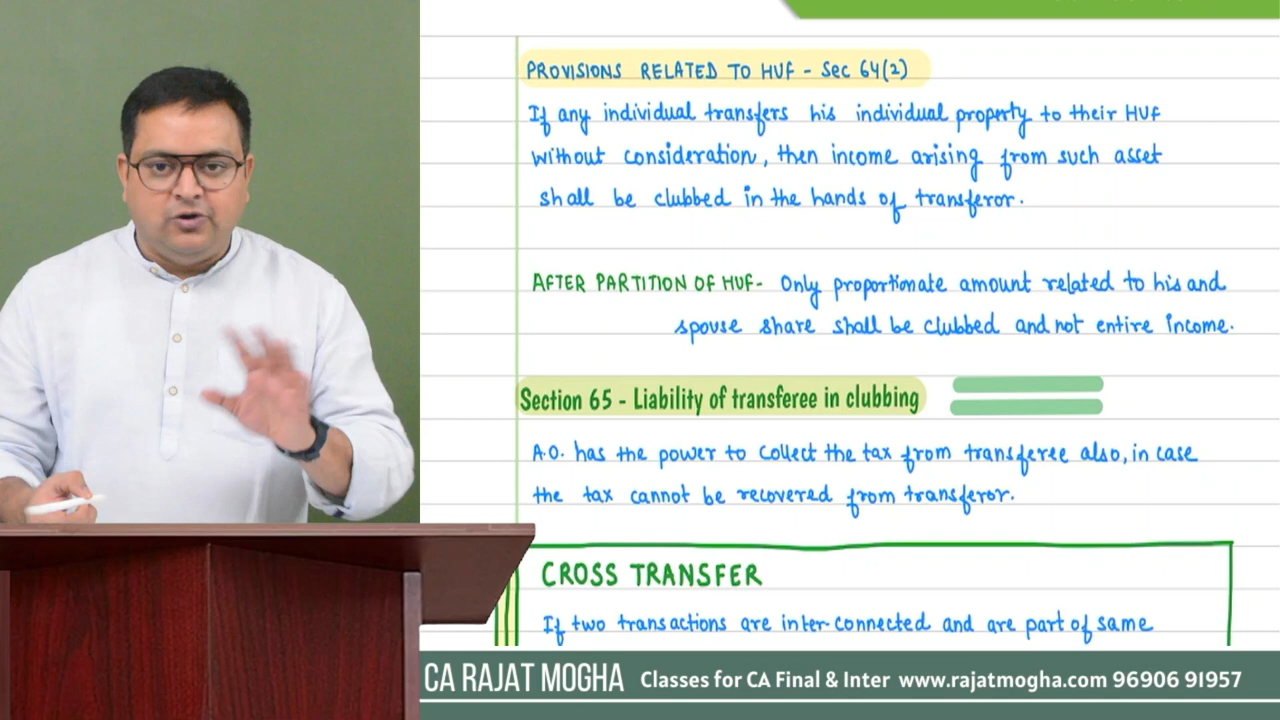 PROVISIONS RELATED TO HUF - Sec 64(2)
If any individual transfers his individual property to their HUF
without consideration, then income arising from such asset
shall be clubbed in the hands of transferor.
AFTER PARTITION OF HUF- Only proportionate amount related to his and
spouse share shall be clubbed and not entire income.
Section 65 - Liability of transferee in clubbing
A.O. has the power to collect the tax from transferee also, in case
the tax cannot be recovered from transferor.
CROSS TRANSFER
If two transactions are inter-connected and are part of same
CA RAJAT MOGHA Classes for CA Final & Inter www.rajatmogha.com 96906 91957